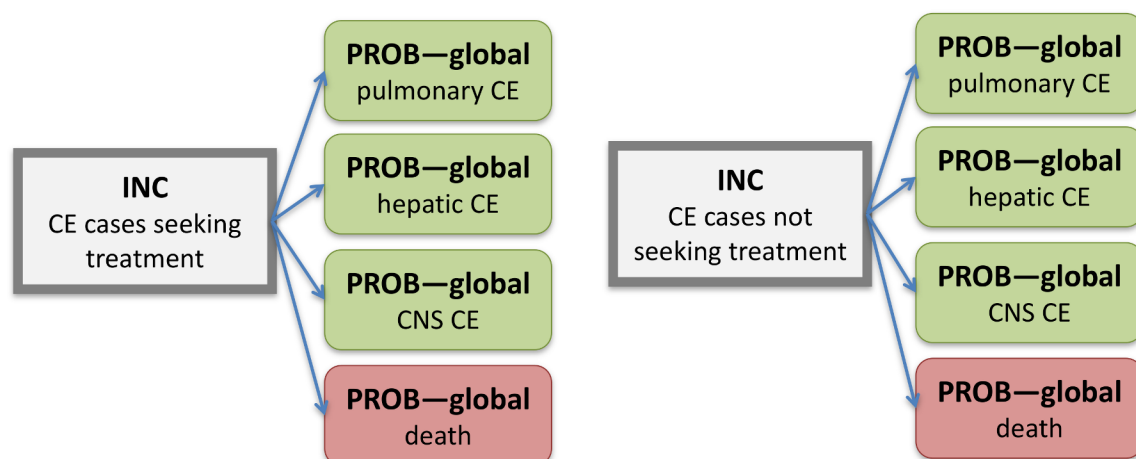 INC
CE cases seeking
treatment
PROB—global
pulmonary CE
PROB—global
hepatic CE
PROB—global
CNS CE
PROB—global
death
INC
CE cases not
seeking treatment
PROB—global
pulmonary CE
PROB—global
hepatic CE
PROB—global
CNS CE
PROB—global
death